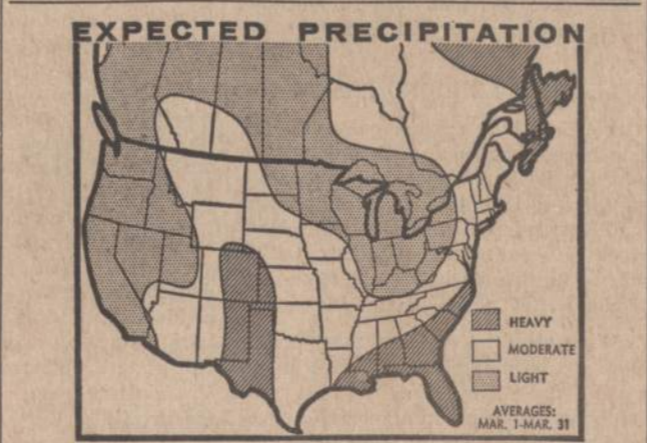 EXPECTED PRECIPITATION
HEAVY
MODERATE
LIGHT
AVERAGES:
MAR. 1-MAR. 31